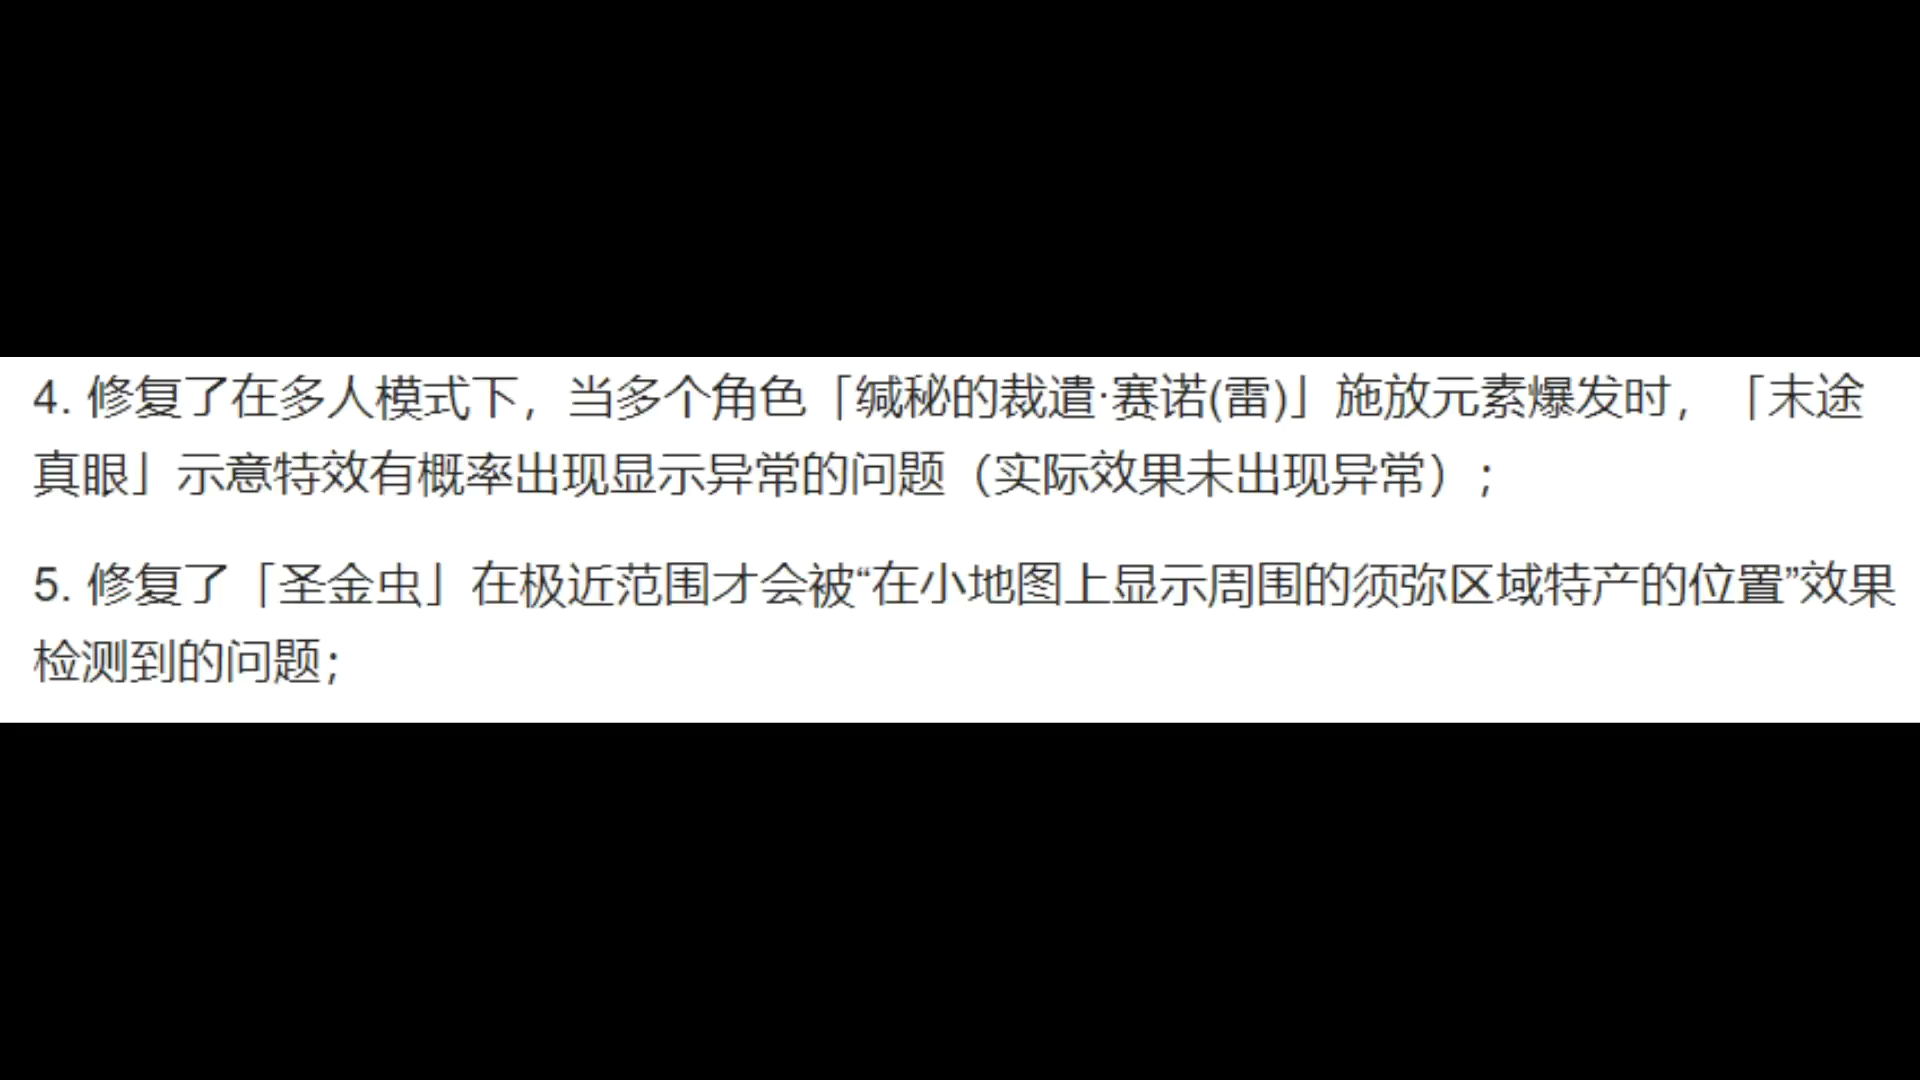 4. 修复了在多人模式下，当多个角色「缄秘的裁遣·赛诺(雷)」施放元素爆发时，「末途
真眼」示意特效有概率出现显示异常的问题（实际效果未出现异常）；
5. 修复了「圣金虫」在极近范围才会被“在小地图上显示周围的须弥区域特产的位置”效果
检测到的问题；